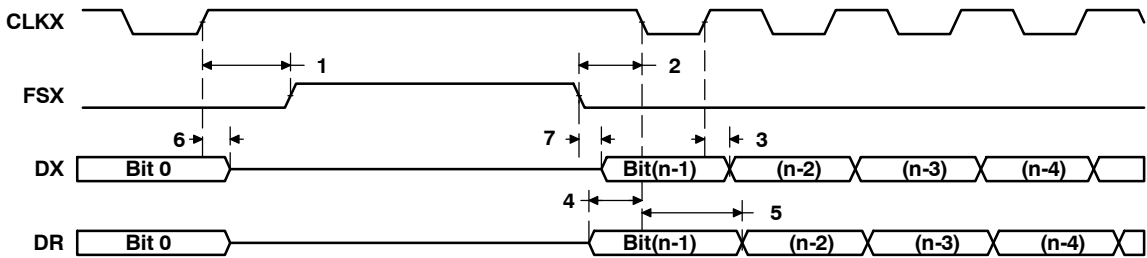 CLKX
1 2
FSX
6 7 3
DX Bit 0 Bit(n-1) (n-2) (n-3) (n-4)
4 5
DR Bit 0 Bit(n-1) (n-2) (n-3) (n-4)